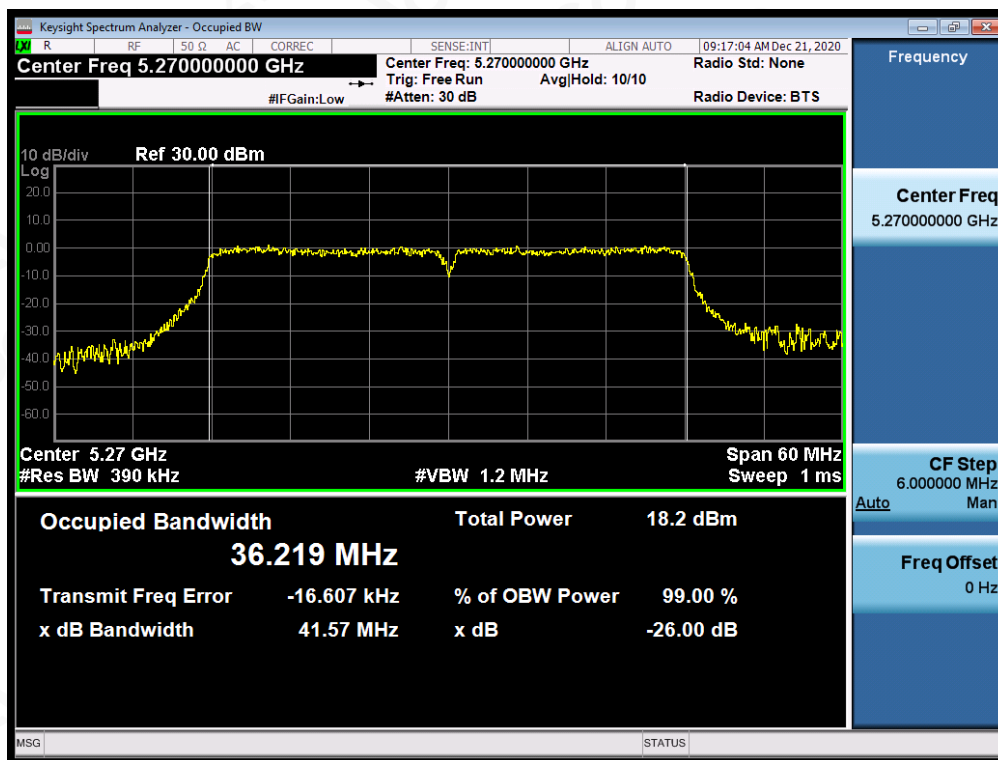 Keysight Spectrum Analyzer - Occupied BW
LXI R RF 50 Ω AC CORREC SENSE:INT ALIGN AUTO 09:17:04 AM Dec 21, 2020
Center Freq 5.270000000 GHz
Center Freq: 5.270000000 GHz
Radio Std: None
Trig: Free Run Avg|Hold: 10/10
#IFGain:Low
#Atten: 30 dB
Radio Device: BTS
Frequency
10 dB/div Ref 30.00 dBm
Log
20.0
10.0
0.00
-10.0
-20.0
-30.0
-40.0
-50.0
-60.0
Center 5.27 GHz Span 60 MHz
#Res BW 390 kHz #VBW 1.2 MHz Sweep 1 ms
Occupied Bandwidth Total Power 18.2 dBm
36.219 MHz
Transmit Freq Error -16.607 kHz % of OBW Power 99.00 %
x dB Bandwidth 41.57 MHz x dB -26.00 dB
Center Freq
5.270000000 GHz
CF Step
6.000000 MHz
Auto Man
Freq Offset
0 Hz
MSG STATUS